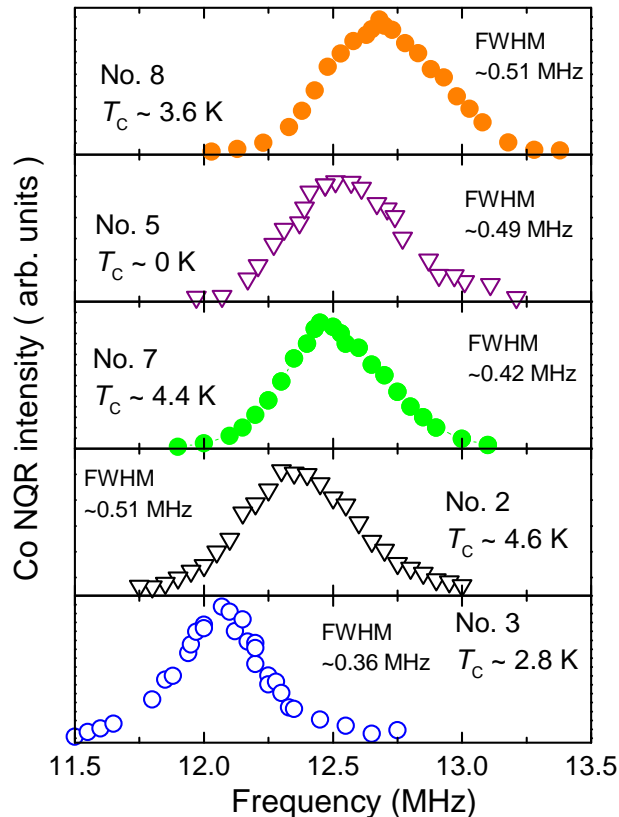 No. 8
T_C ~ 3.6 K
FWHM
~0.51 MHz
No. 5
T_C ~ 0 K
FWHM
~0.49 MHz
No. 7
T_C ~ 4.4 K
FWHM
~0.42 MHz
FWHM
~0.51 MHz
No. 2
T_C ~ 4.6 K
FWHM
~0.36 MHz
No. 3
T_C ~ 2.8 K
Co NQR intensity ( arb. units )
11.5 12.0 12.5 13.0 13.5
Frequency (MHz)